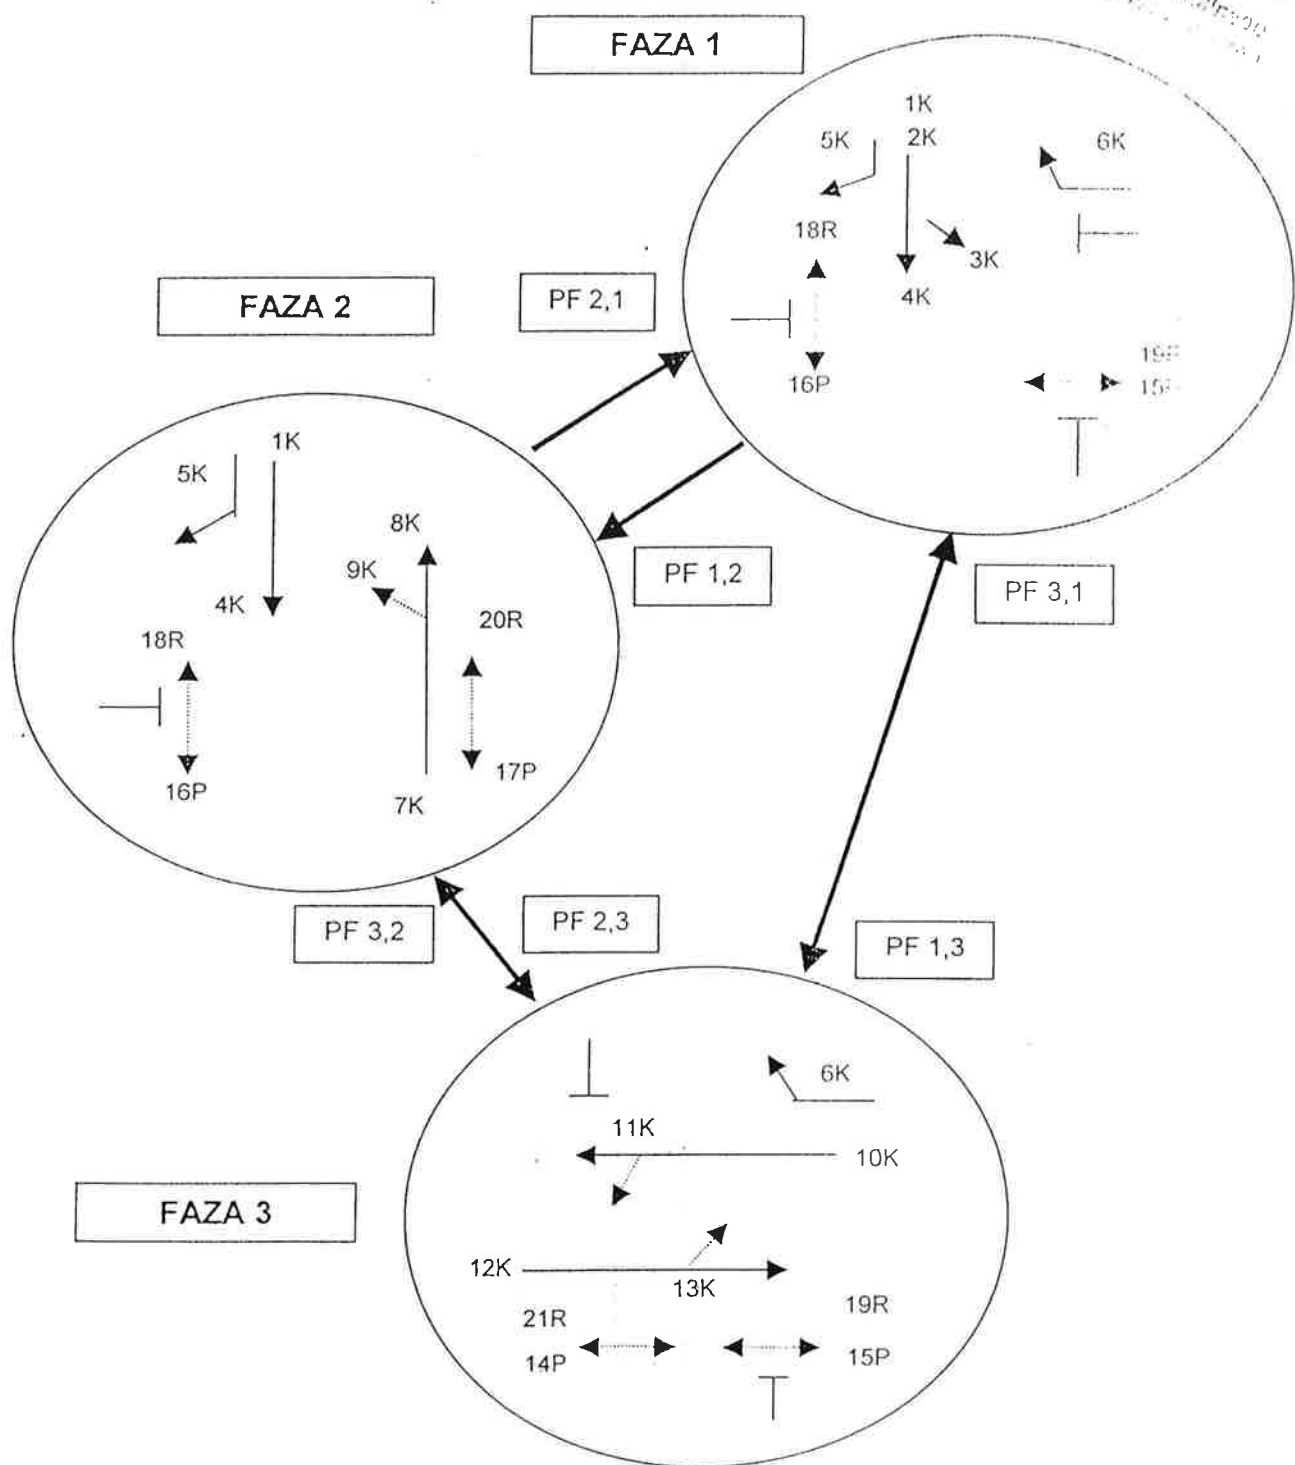 FAZA 1
1K
5K
2K
6K
18R
3K
4K
16P
19R
FAZA 2
PF 2,1
1K
5K
8K
9K
4K
20R
18R
17P
16P
7K
PF 1,2
PF 3,1
PF 3,2
PF 2,3
PF 1,3
6K
11K
10K
FAZA 3
12K
13K
21R
19R
14P
15P